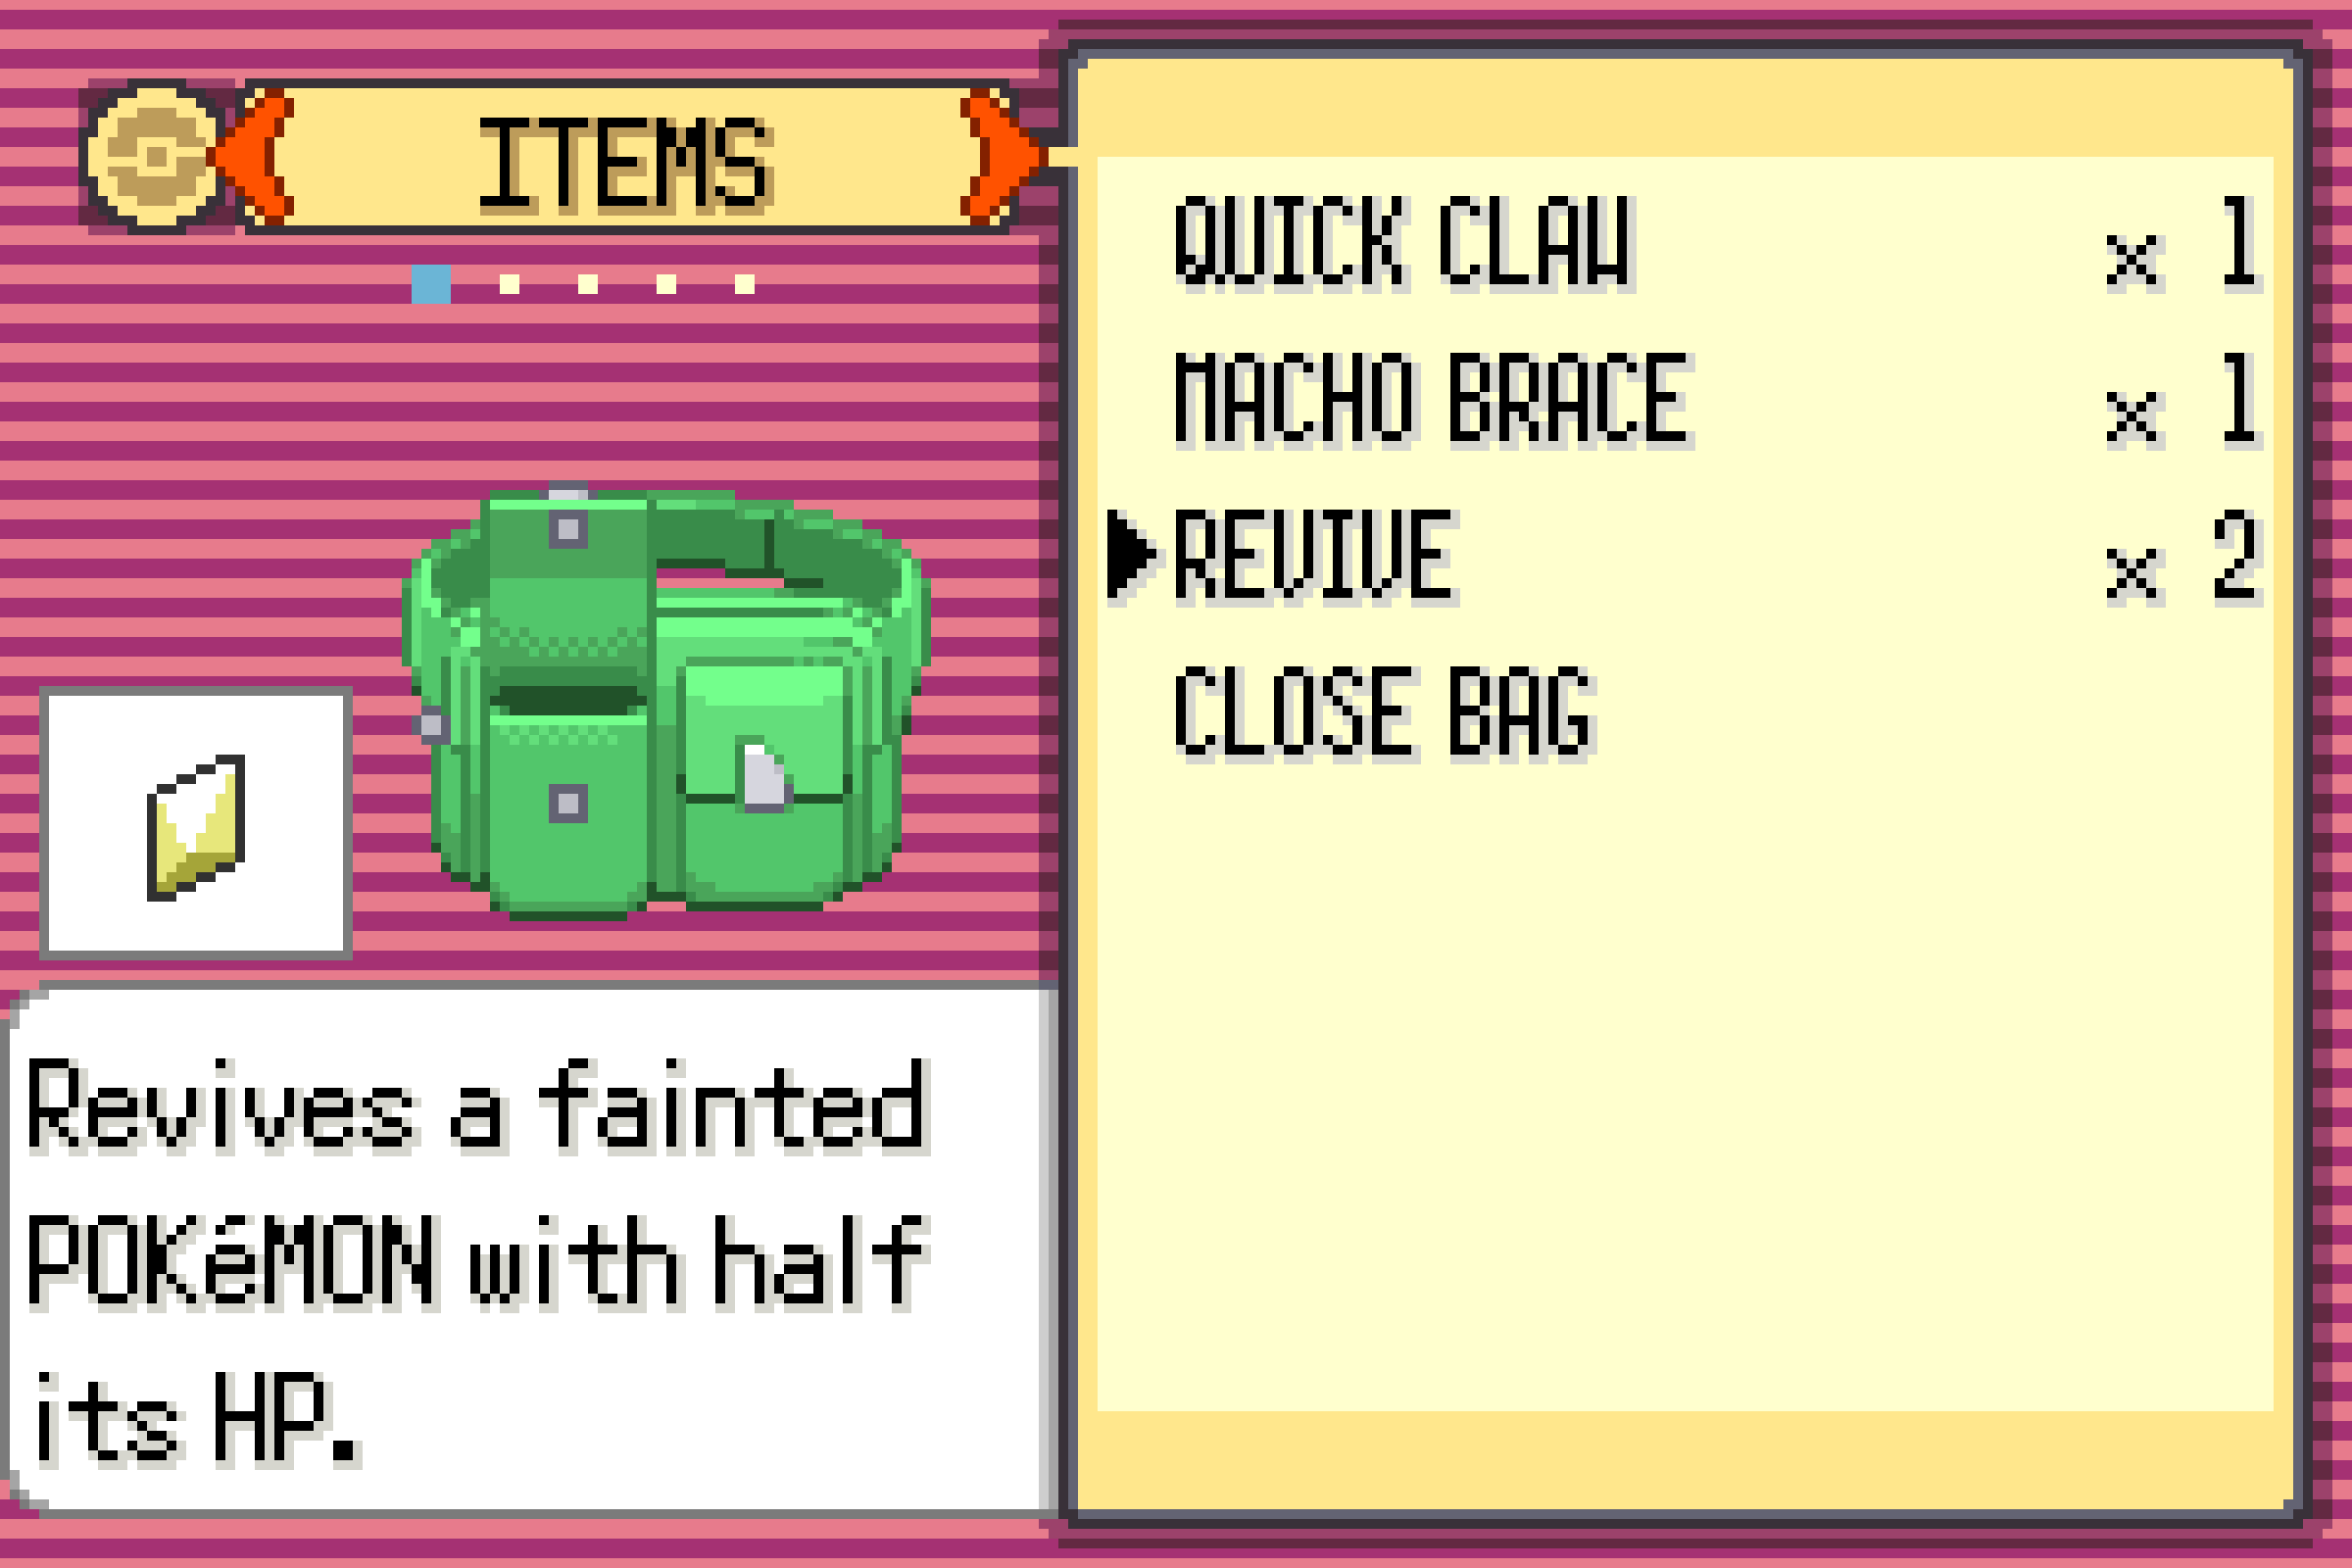 ITEMS
QUICK CLAW × 1
MACHO BRACE × 1
▶REVIVE × 2
CLOSE BAG
Revives a fainted
POKéMON with half
its HP.